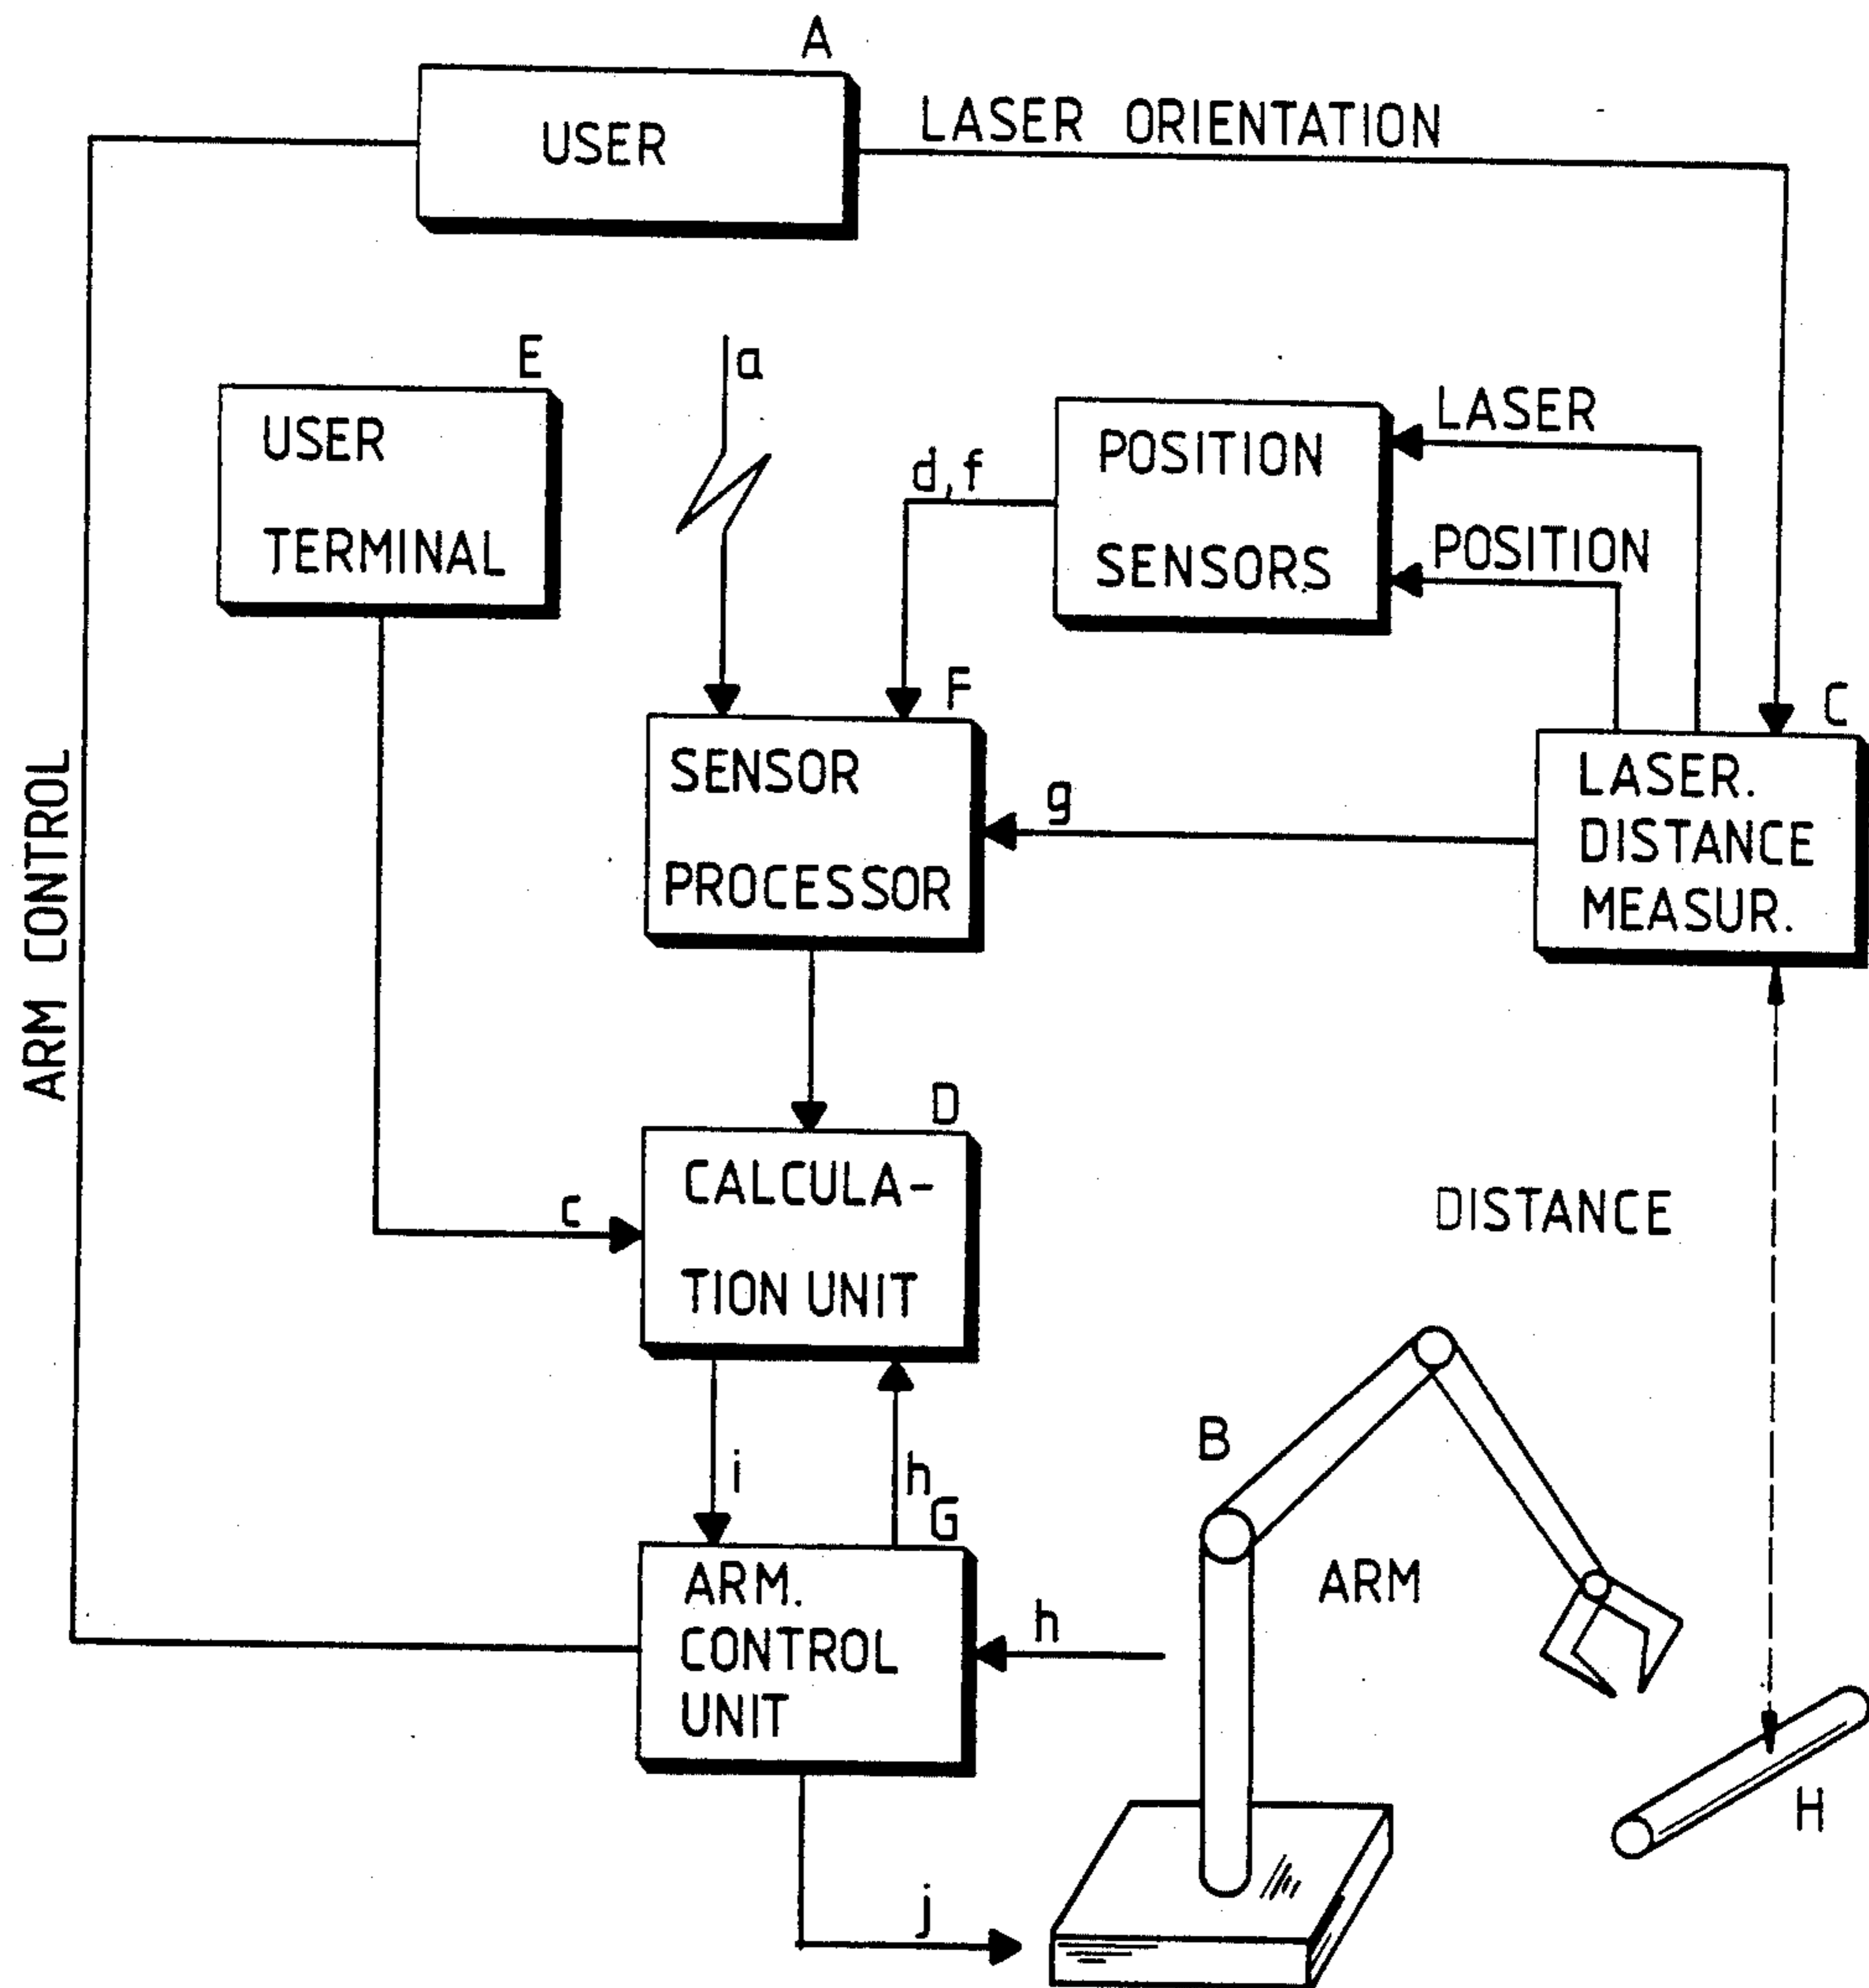 A
USER
LASER ORIENTATION
E
USER
TERMINAL
a
d,f
POSITION
SENSORS
LASER
POSITION
F
SENSOR
PROCESSOR
g
C
LASER.
DISTANCE
MEASUR.
ARM CONTROL
D
CALCULA-
TION UNIT
c
DISTANCE
i
h
G
B
ARM
ARM.
CONTROL
UNIT
h
H
j